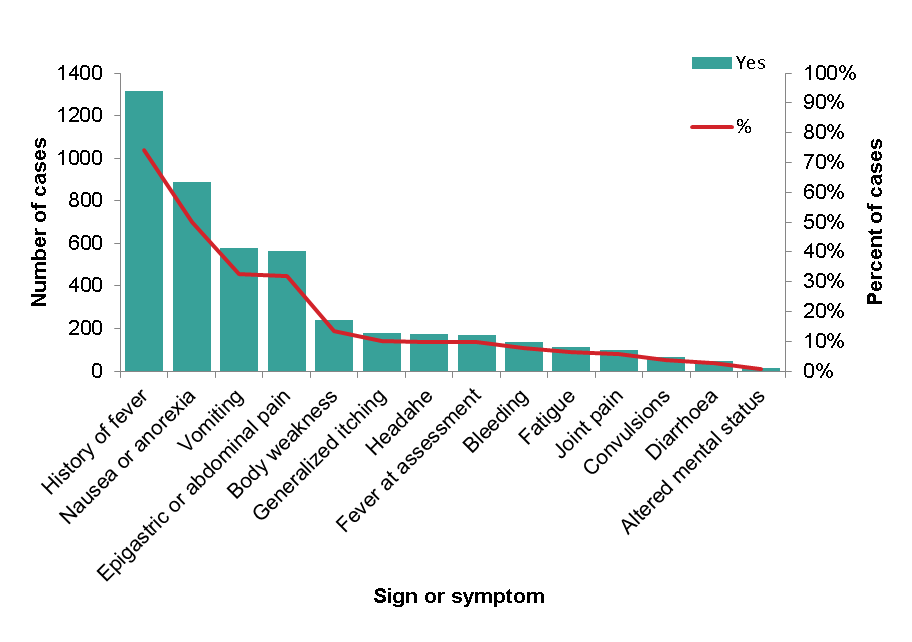 Yes
%
Number of cases
1400
1200
1000
800
600
400
200
0
100%
90%
80%
70%
60%
50%
40%
30%
20%
10%
0%
Percent of cases
History of fever
Nausea or anorexia
Vomiting
Epigastric or abdominal pain
Body weakness
Generalized itching
Headahe
Fever at assessment
Bleeding
Fatigue
Joint pain
Convulsions
Diarrhoea
Altered mental status
Sign or symptom